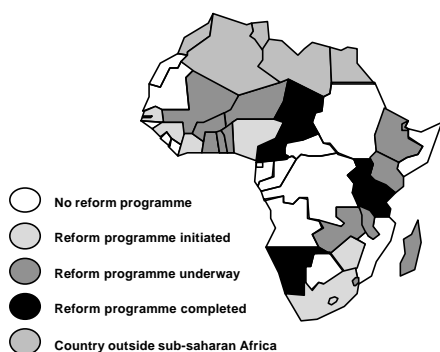 No reform programme
Reform programme initiated
Reform programme underway
Reform programme completed
Country outside sub-saharan Africa